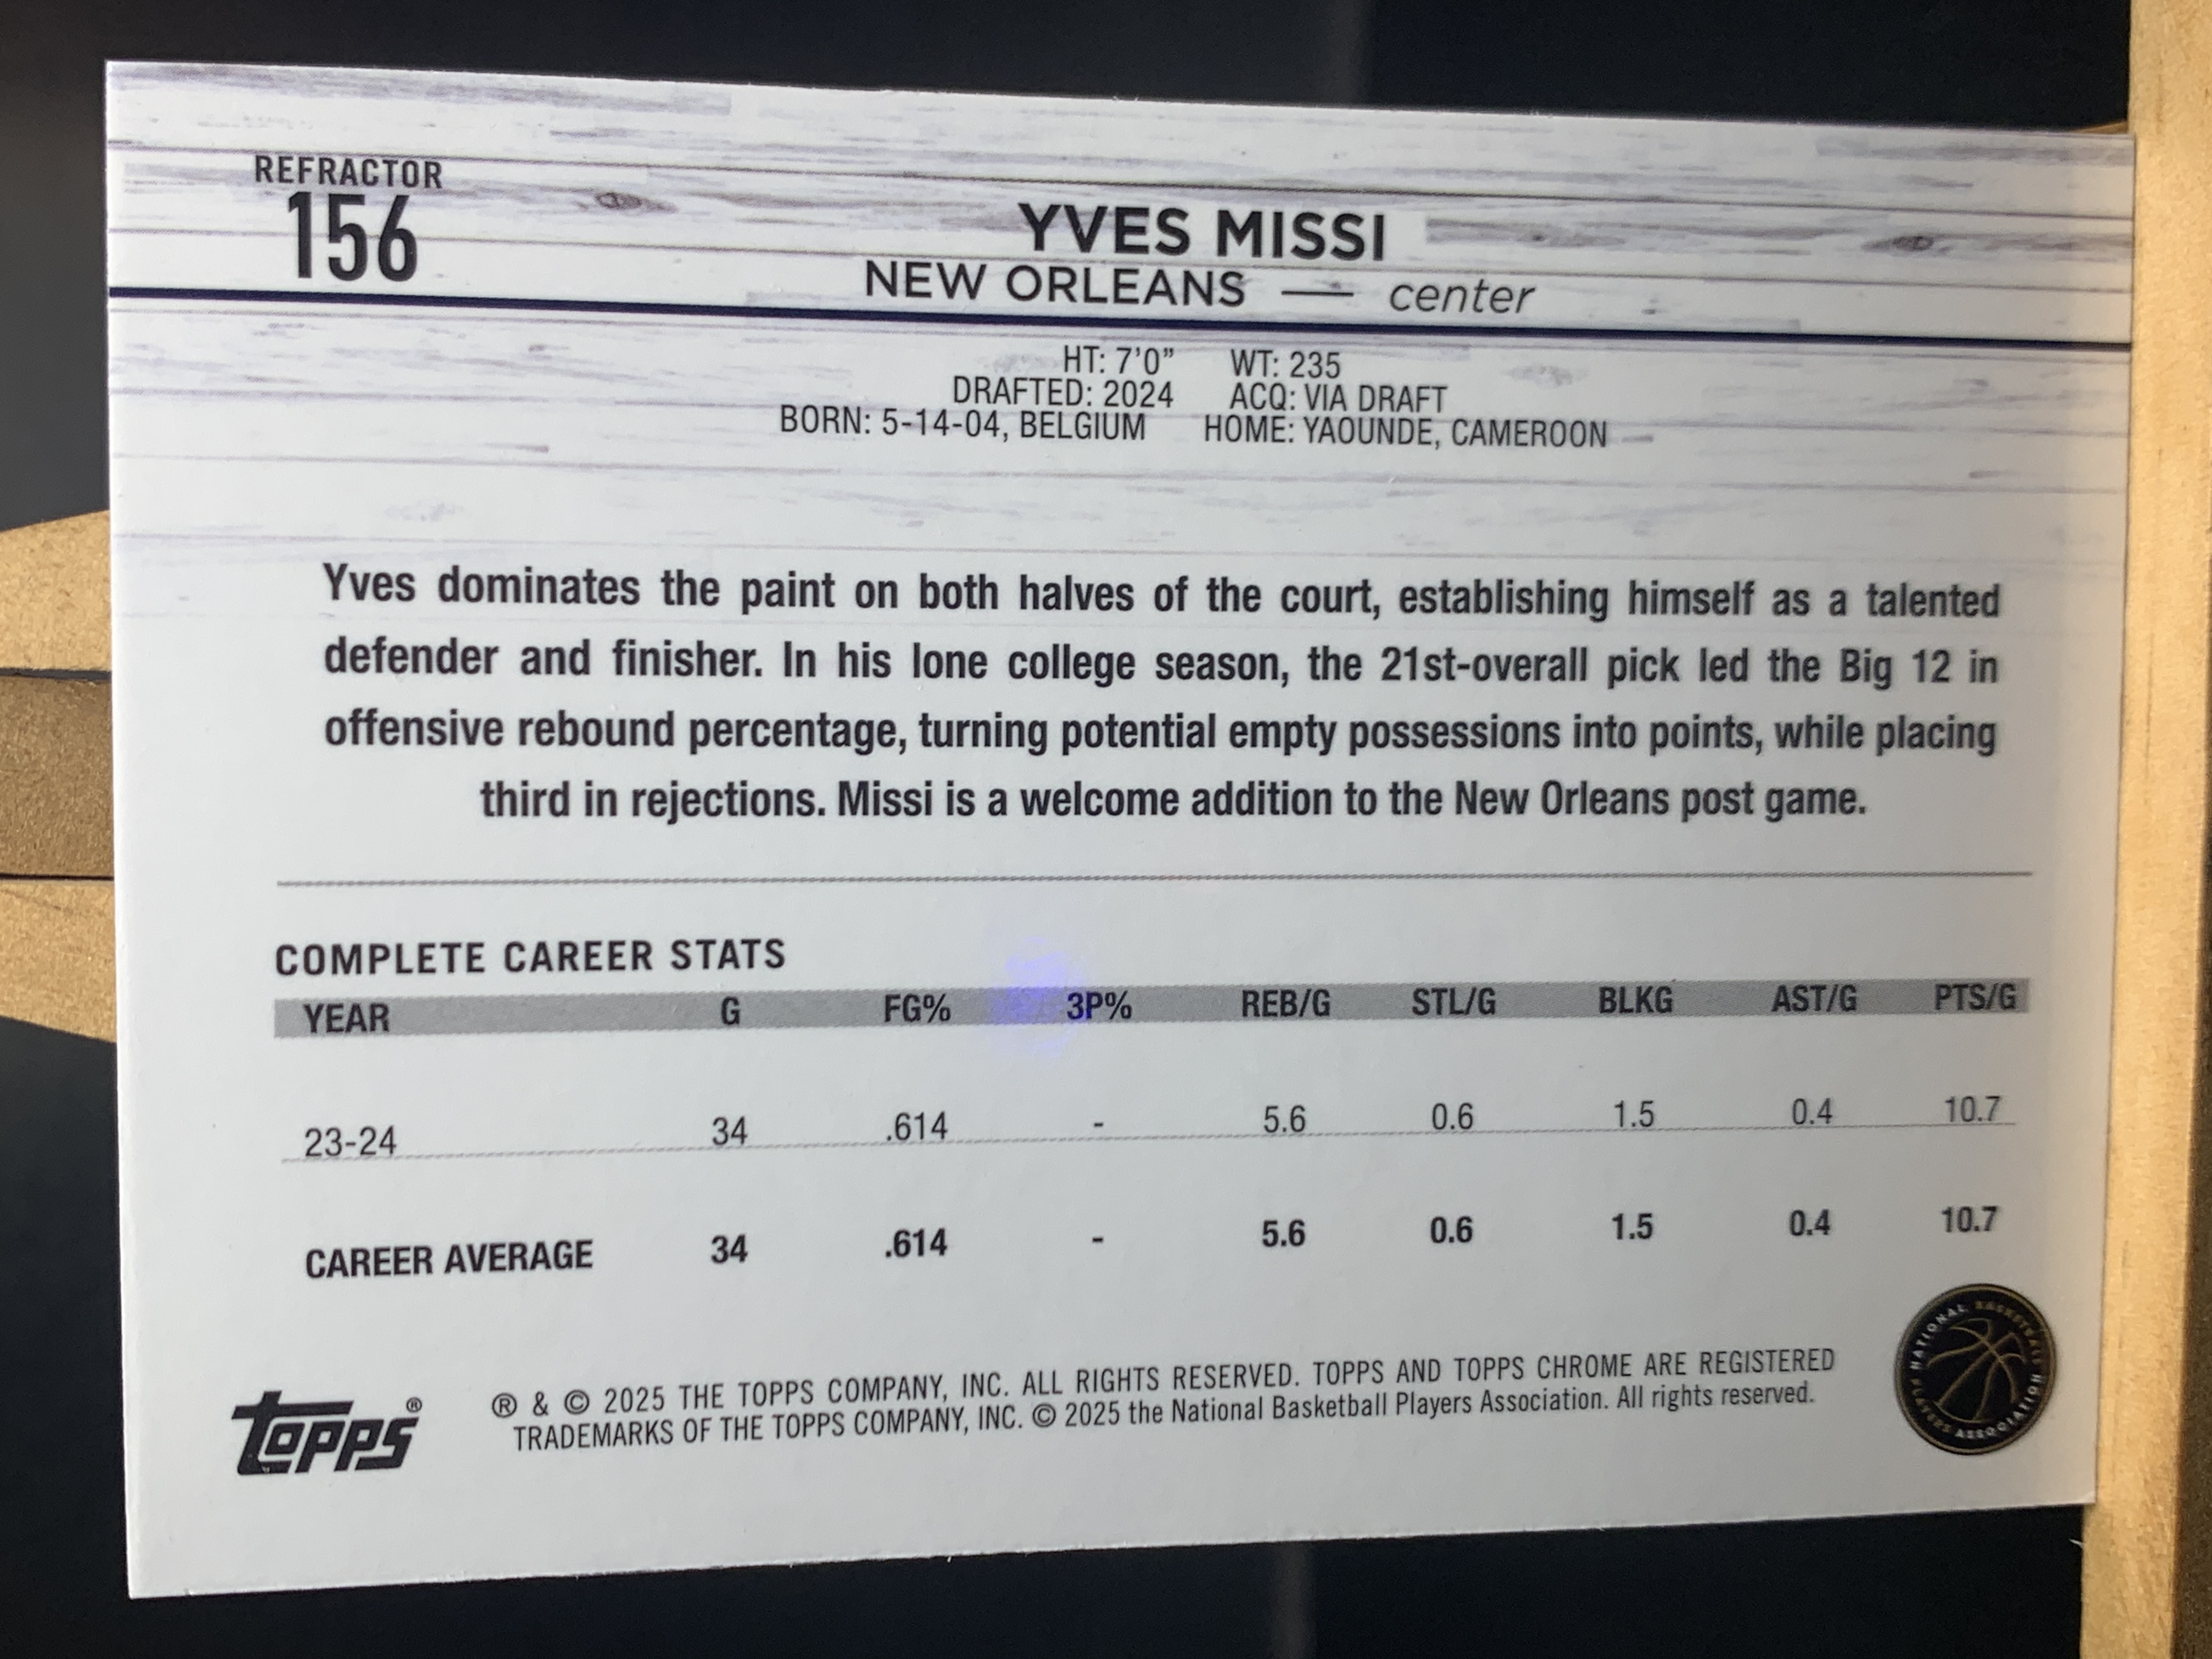 REFRACTOR
156
YVES MISSI
NEW ORLEANS — center
HT: 7'0” WT: 235
DRAFTED: 2024 ACQ: VIA DRAFT
BORN: 5-14-04, BELGIUM HOME: YAOUNDE, CAMEROON
Yves dominates the paint on both halves of the court, establishing himself as a talented
defender and finisher. In his lone college season, the 21st-overall pick led the Big 12 in
offensive rebound percentage, turning potential empty possessions into points, while placing
third in rejections. Missi is a welcome addition to the New Orleans post game.
COMPLETE CAREER STATS
YEAR G FG% 3P% REB/G STL/G BLKG AST/G PTS/G
23-24 34 .614 - 5.6 0.6 1.5 0.4 10.7
CAREER AVERAGE 34 .614 - 5.6 0.6 1.5 0.4 10.7
TOPPS®
® & © 2025 THE TOPPS COMPANY, INC. ALL RIGHTS RESERVED. TOPPS AND TOPPS CHROME ARE REGISTERED
TRADEMARKS OF THE TOPPS COMPANY, INC. © 2025 the National Basketball Players Association. All rights reserved.
NATIONAL BASKETBALL PLAYERS ASSOCIATION